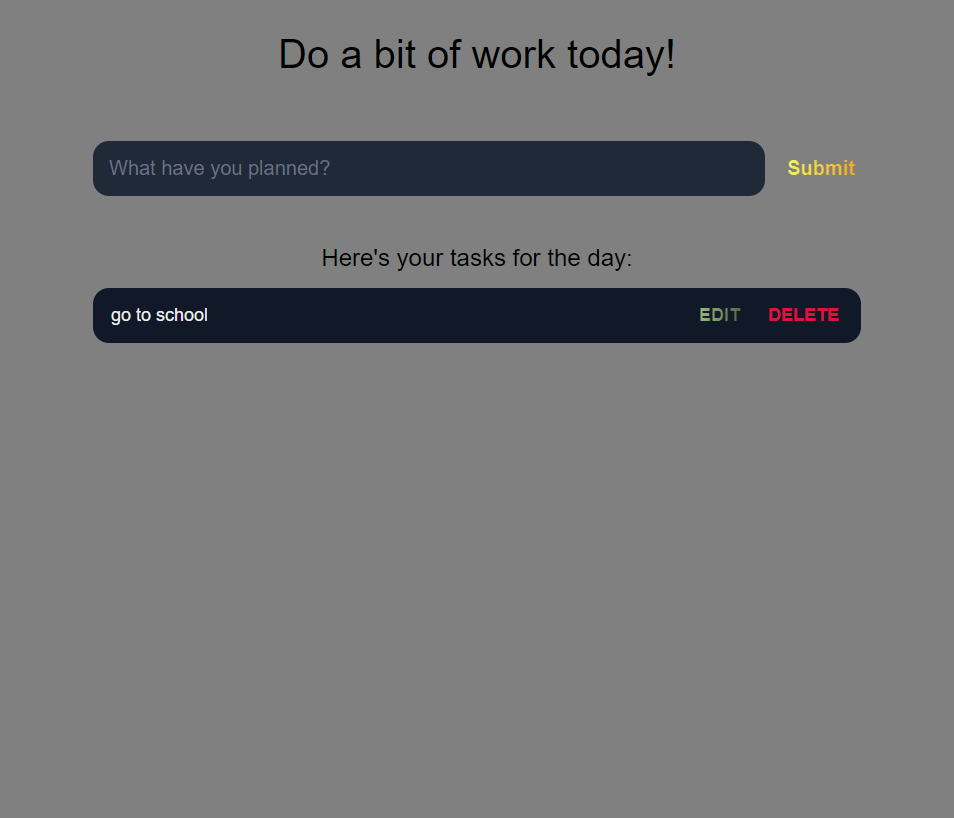 Do a bit of work today!
What have you planned? Submit
Here's your tasks for the day:
go to school EDIT DELETE